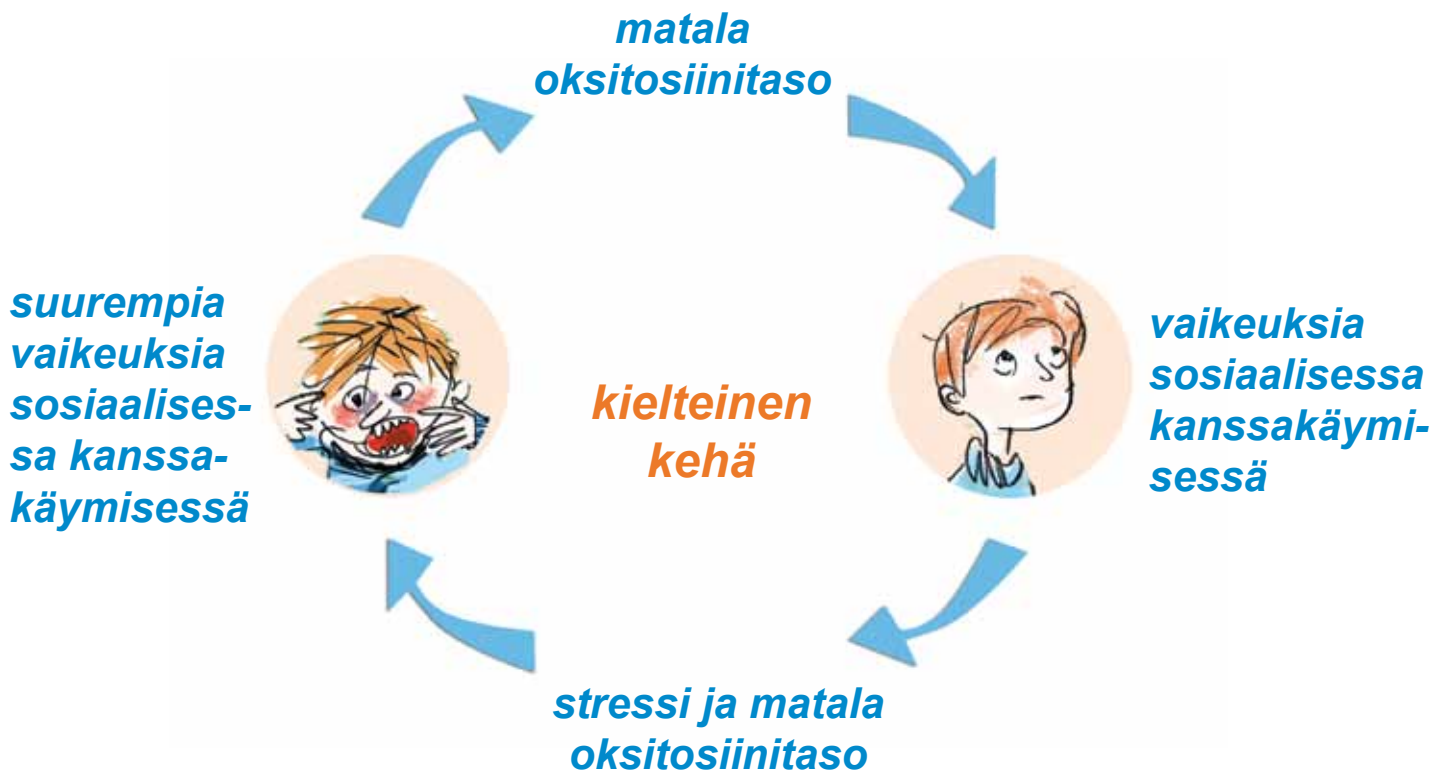 matala
oksitosiinitaso
vaikeuksia
sosiaalisessa
kanssakäymi-
sessä
stressi ja matala
oksitosiinitaso
suurempia
vaikeuksia
sosiaalises-
sa kanssa-
käymisessä
kielteinen
kehä